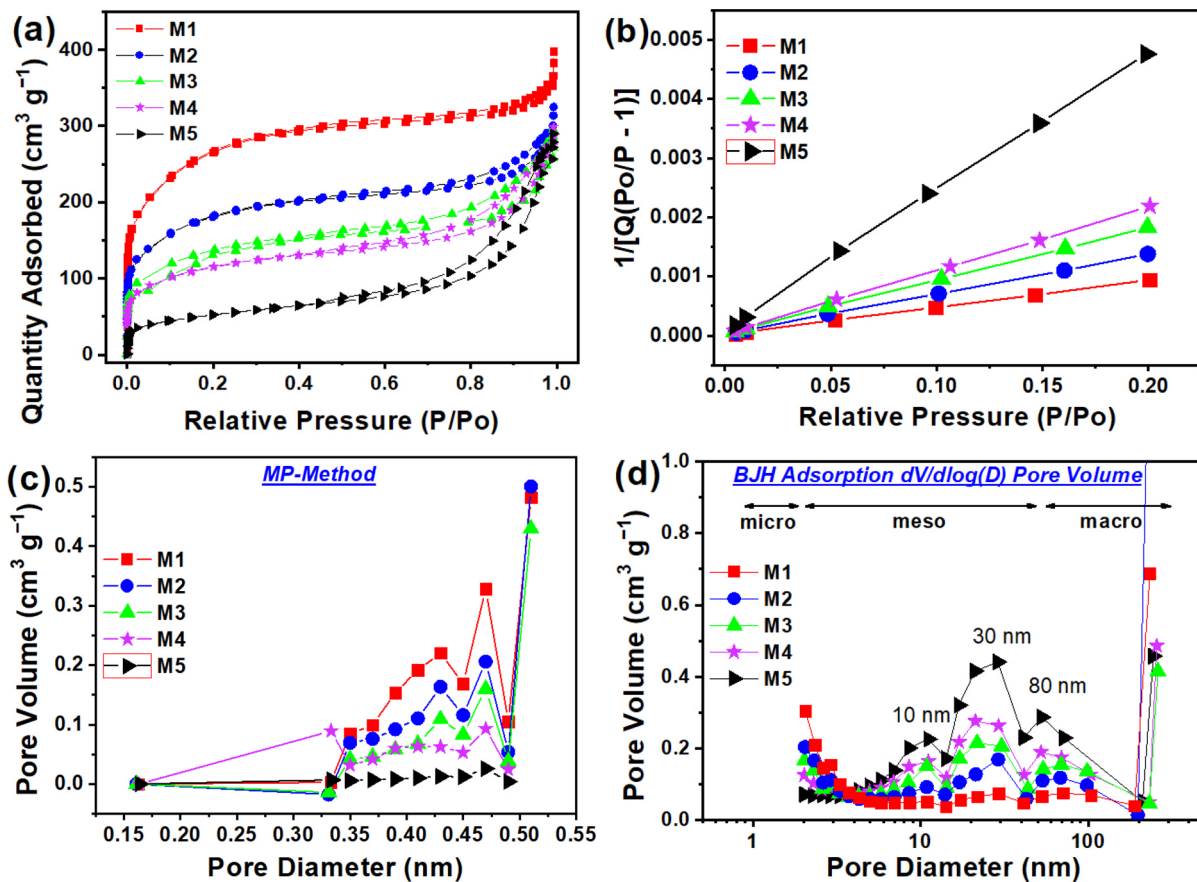 (a)
M1
M2
M3
M4
M5
400
300
200
100
0
0.0
0.2
0.4
0.6
0.8
1.0
Quantity Adsorbed (cm³ g⁻¹)
Relative Pressure (P/Po)
(b)
M1
M2
M3
M4
M5
0.005
0.004
0.003
0.002
0.001
0.000
0.00
0.05
0.10
0.15
0.20
1/[Q(Po/P - 1)]
Relative Pressure (P/Po)
(c)
MP-Method
M1
M2
M3
M4
M5
0.5
0.4
0.3
0.2
0.1
0.0
0.15
0.20
0.25
0.30
0.35
0.40
0.45
0.50
0.55
Pore Volume (cm³ g⁻¹)
Pore Diameter (nm)
(d)
BJH Adsorption dV/dlog(D) Pore Volume
micro
meso
macro
M1
M2
M3
M4
M5
10 nm
30 nm
80 nm
1.0
0.8
0.6
0.4
0.2
0.0
1
10
100
Pore Volume (cm³ g⁻¹)
Pore Diameter (nm)